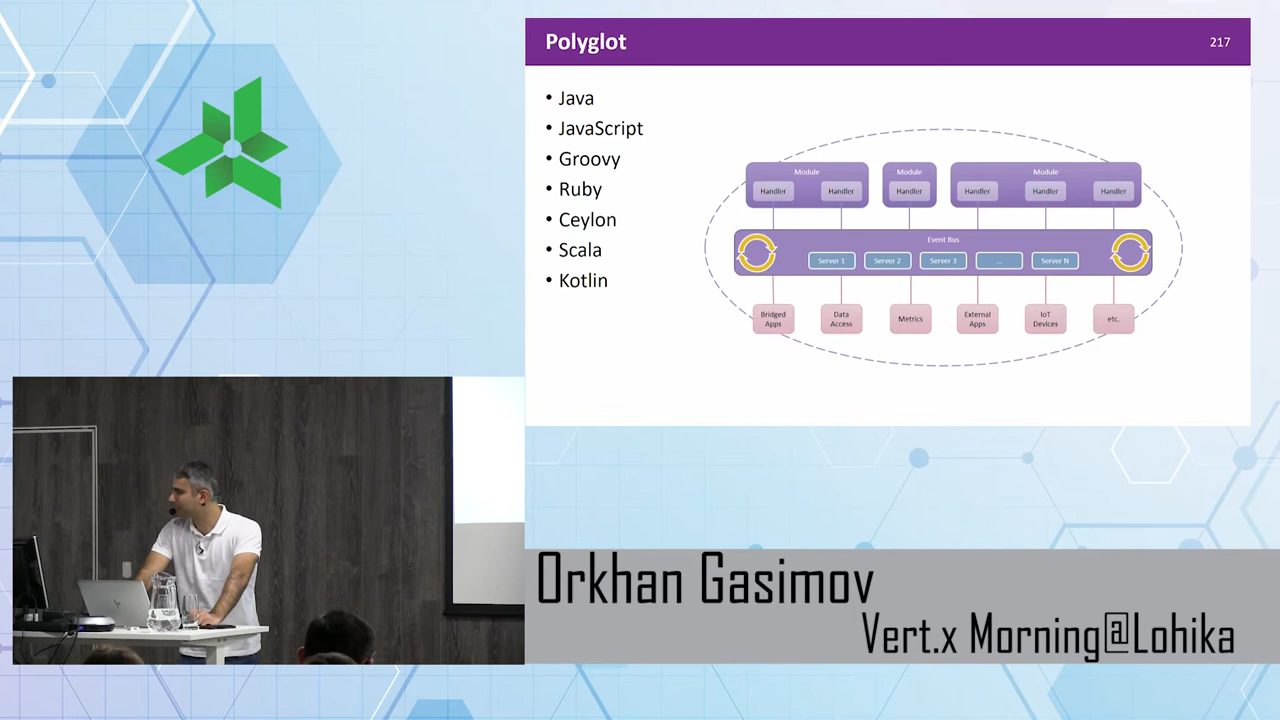 Polyglot
217
• Java
• JavaScript
• Groovy
• Ruby
• Ceylon
• Scala
• Kotlin
Module
Module
Module
Handler
Handler
Handler
Handler
Handler
Handler
Event Bus
Server 1
Server 2
Server 3
...
Server N
Bridged
Apps
Data
Access
Metrics
External
Apps
IoT
Devices
etc.
Orkhan Gasimov
Vert.x Morning@Lohika